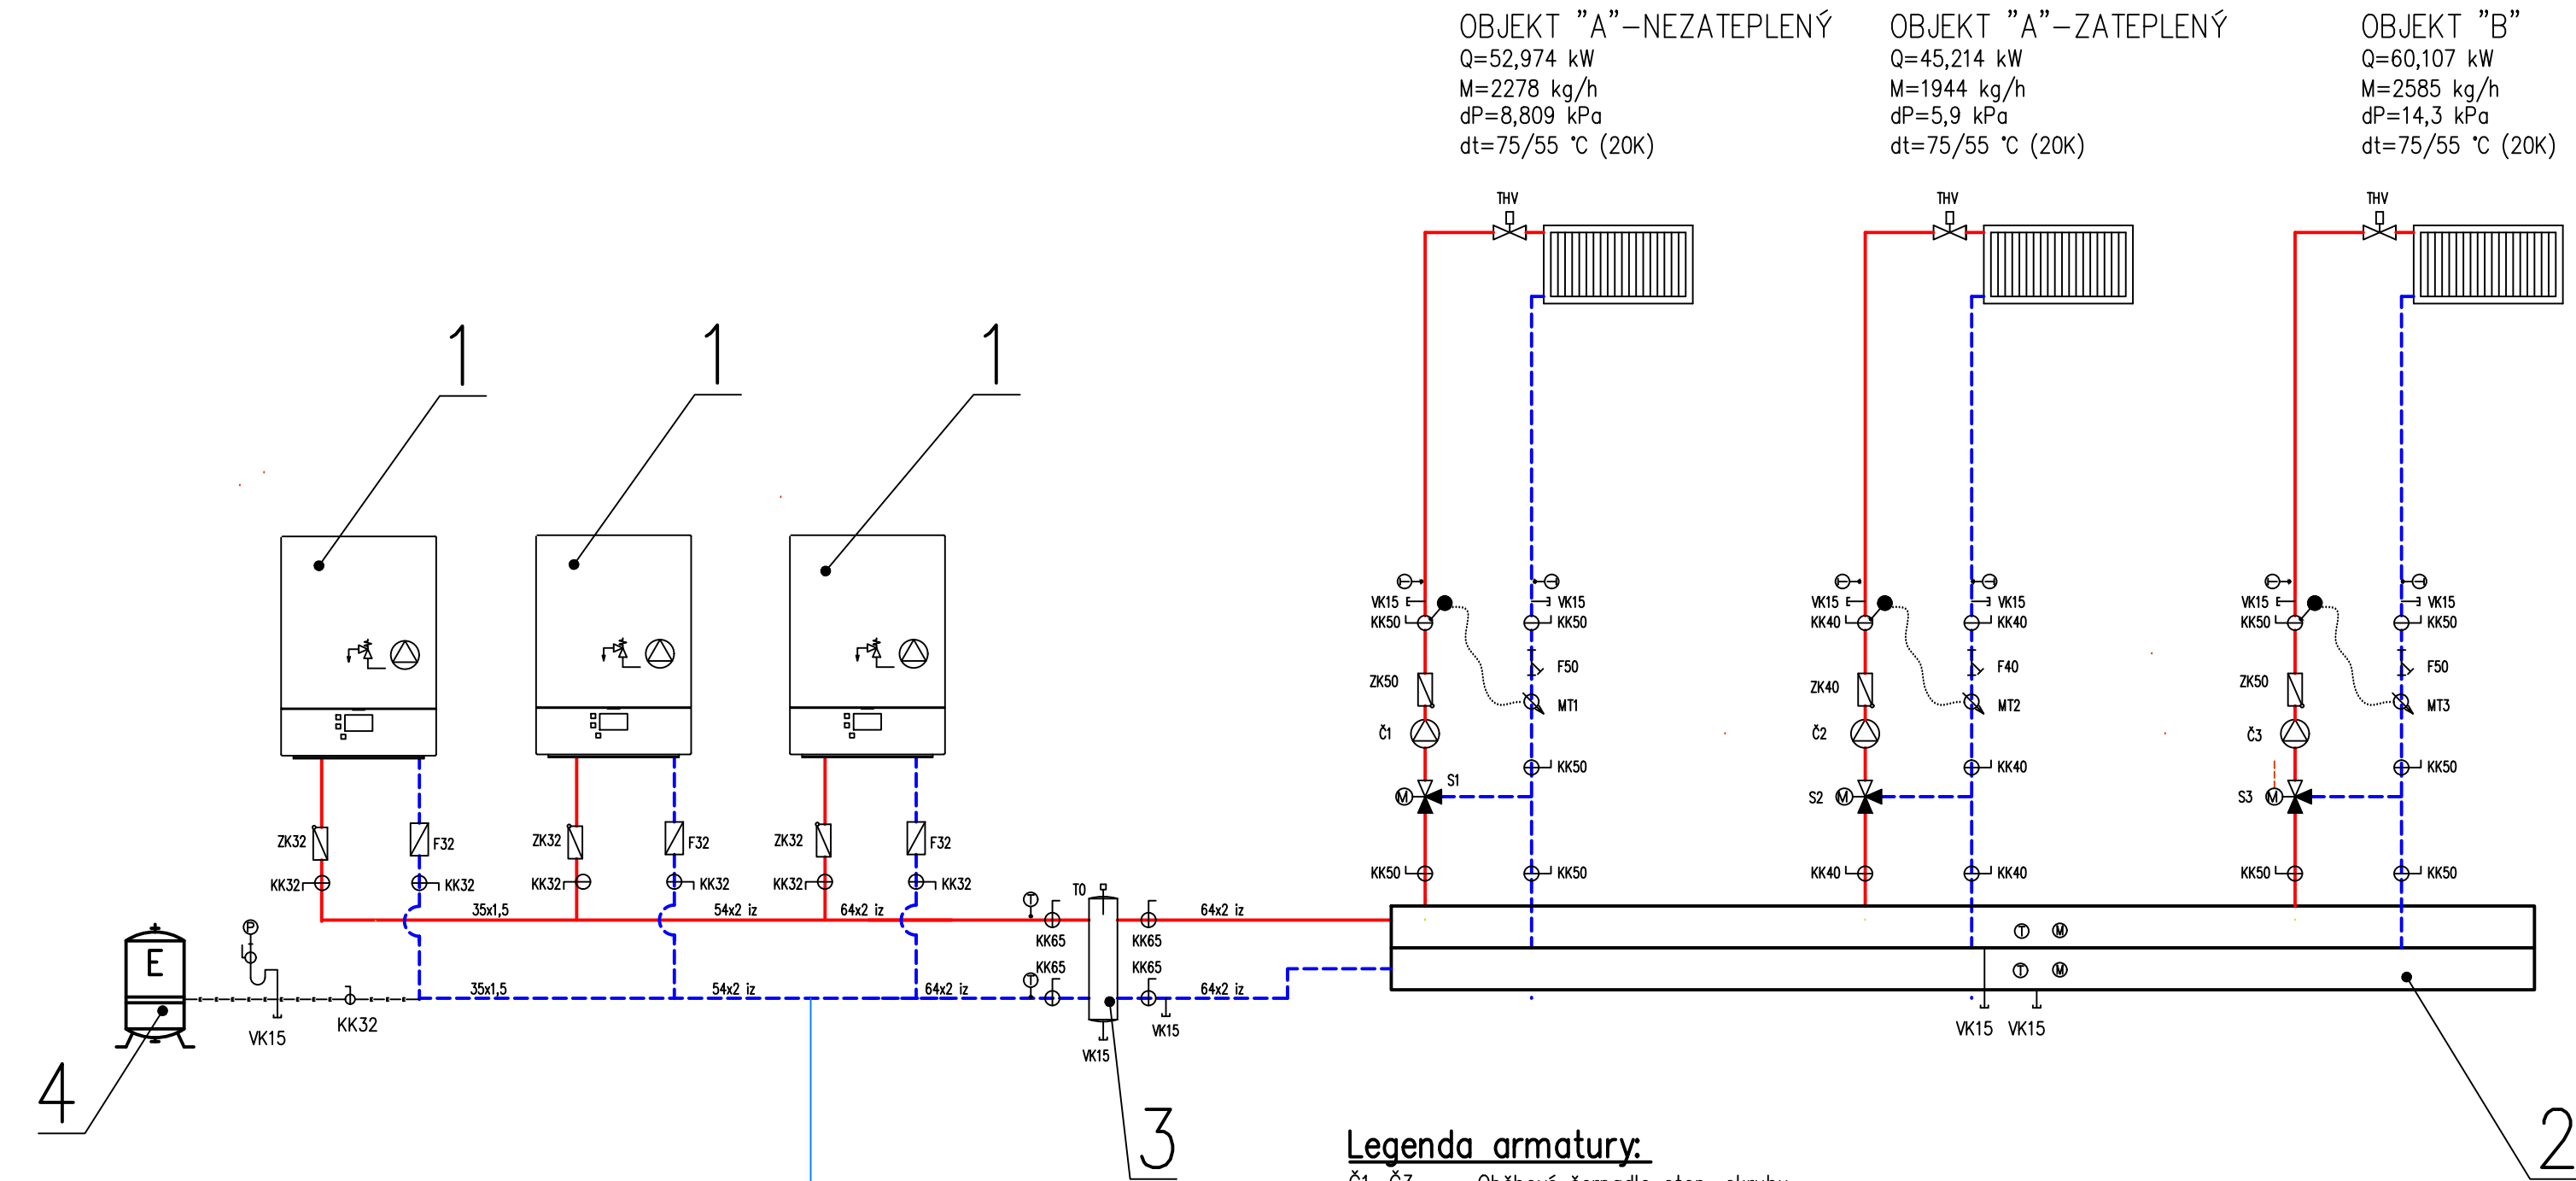 OBJEKT "A"-NEZATEPLENÝ
Q=52,974 kW
M=2278 kg/h
dP=8,809 kPa
dt=75/55 °C (20K)
OBJEKT "A"-ZATEPLENÝ
Q=45,214 kW
M=1944 kg/h
dP=5,9 kPa
dt=75/55 °C (20K)
OBJEKT "B"
Q=60,107 kW
M=2585 kg/h
dP=14,3 kPa
dt=75/55 °C (20K)
THV
THV
THV
1
1
1
VK15
VK15
KK50
KK50
F50
ZK50
MT1
Č1
KK50
S1
M
KK50
KK50
VK15
VK15
KK40
KK40
F40
ZK40
MT2
Č2
KK40
S2
M
KK40
KK40
VK15
VK15
KK50
KK50
F50
ZK50
MT3
Č3
KK50
S3
M
KK50
KK50
ZK32
F32
KK32
KK32
ZK32
F32
KK32
KK32
ZK32
F32
KK32
KK32
35x1,5
54x2 iz
64x2 iz
T
TO
KK65
KK65
64x2 iz
E
P
VK15
KK32
35x1,5
54x2 iz
64x2 iz
T
KK65
KK65
64x2 iz
VK15
VK15
T
M
T
M
VK15
VK15
4
3
2
Legenda armatury:
Č1-Č3 Oběhové čerpadlo otop. okruhu